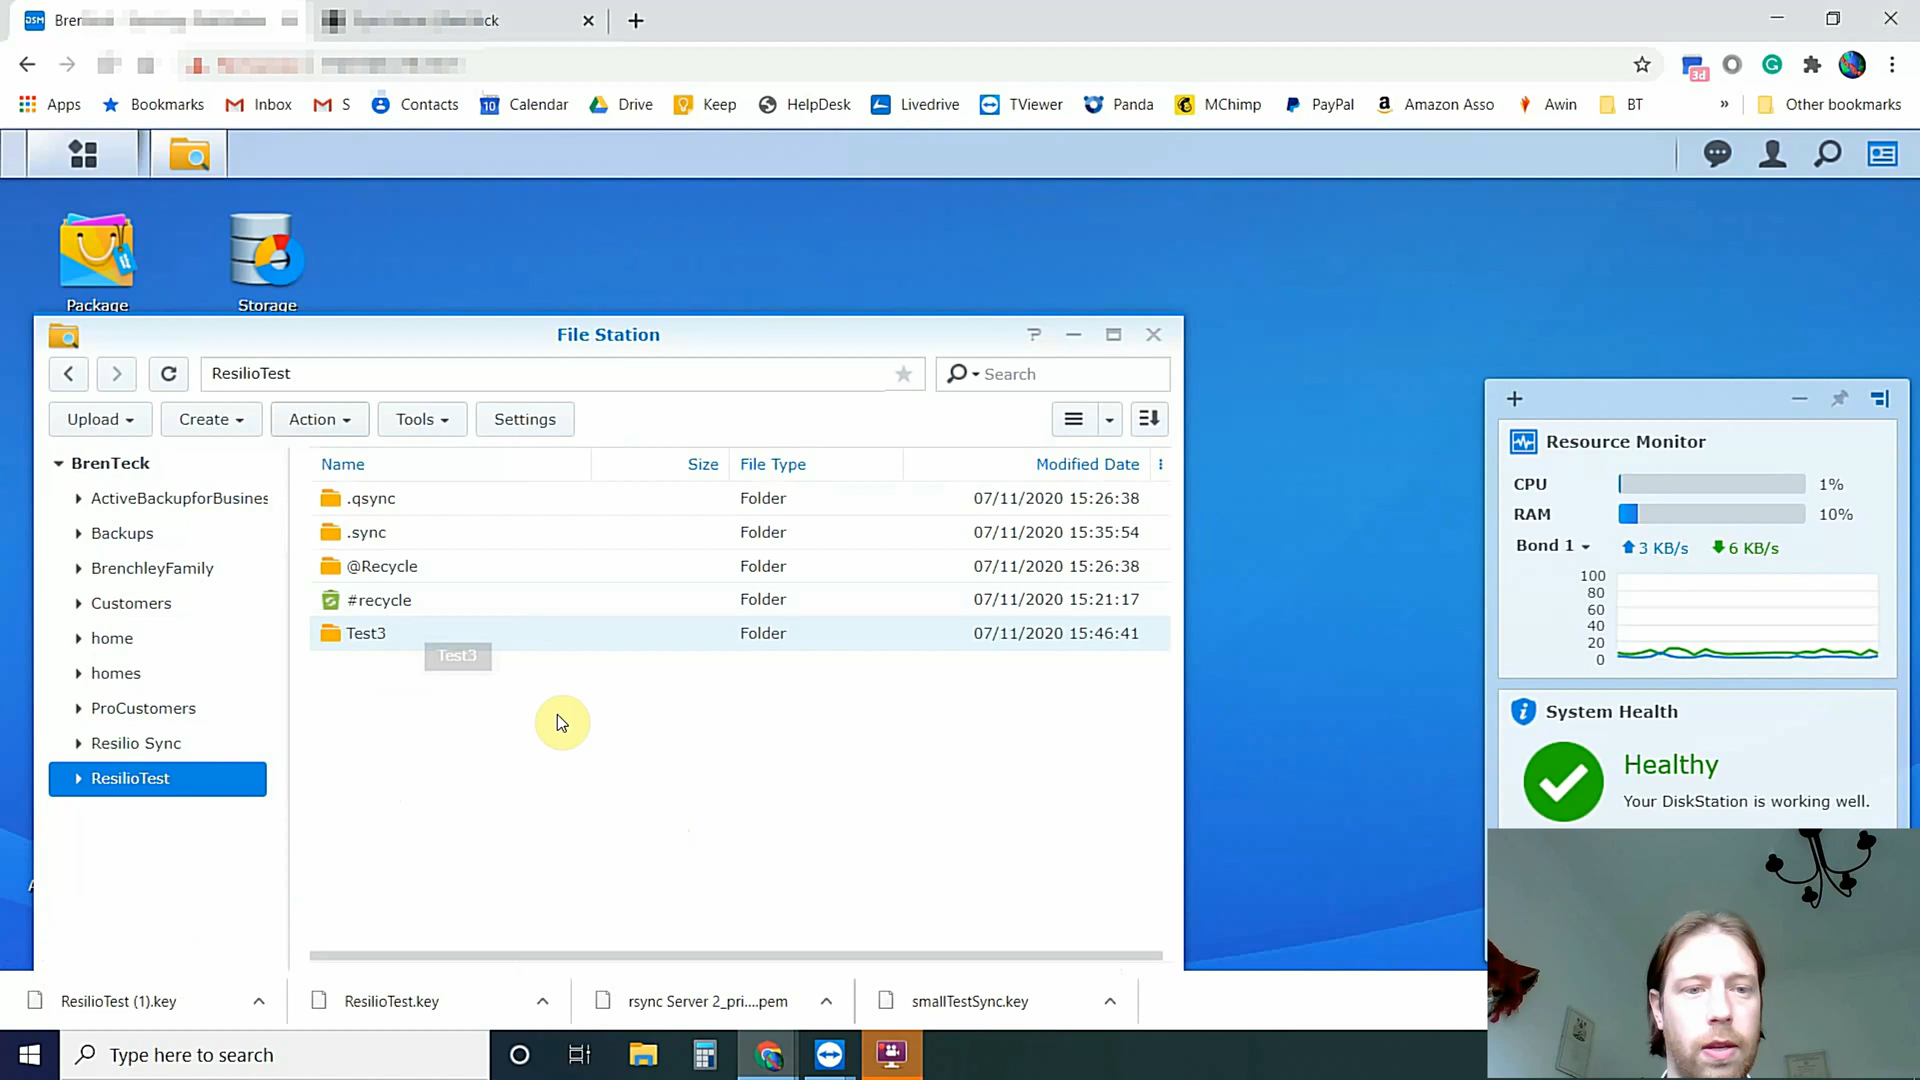 DSM Bren
ck
Apps Bookmarks Inbox S Contacts 10 Calendar Drive Keep HelpDesk Livedrive TViewer Panda MChimp PayPal Amazon Asso Awin BT » Other bookmarks
3d
Package
Storage
File Station
ResilioTest
Search
Upload Create Action Tools Settings
BrenTeck
ActiveBackupforBusines
Backups
BrenchleyFamily
Customers
home
homes
ProCustomers
Resilio Sync
ResilioTest
Name Size File Type Modified Date
.qsync Folder 07/11/2020 15:26:38
.sync Folder 07/11/2020 15:35:54
@Recycle Folder 07/11/2020 15:26:38
#recycle Folder 07/11/2020 15:21:17
Test3 Folder 07/11/2020 15:46:41
Test3
Resource Monitor
CPU 1%
RAM 10%
Bond 1 3 KB/s 6 KB/s
100
80
60
40
20
0
System Health
Healthy
Your DiskStation is working well.
ResilioTest (1).key
ResilioTest.key
rsync Server 2_pri....pem
smallTestSync.key
Type here to search